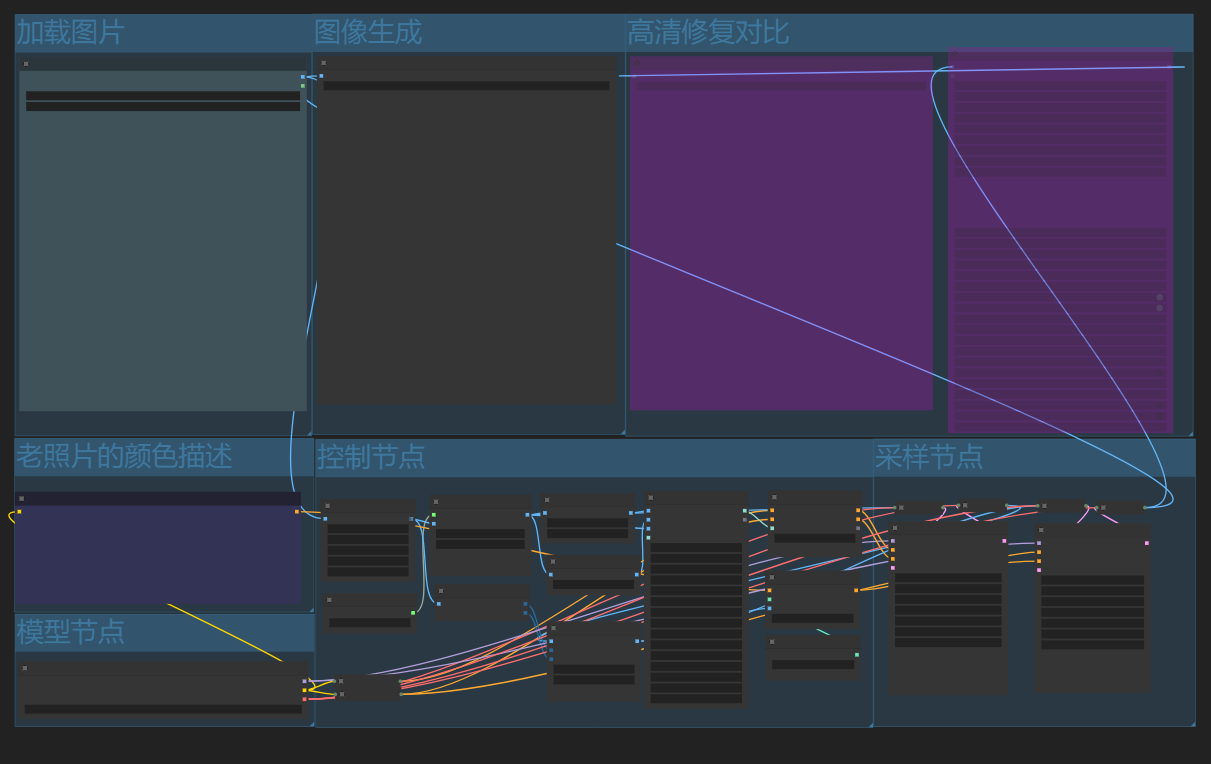 加载图片
图像生成
高清修复对比
老照片的颜色描述
控制节点
采样节点
模型节点